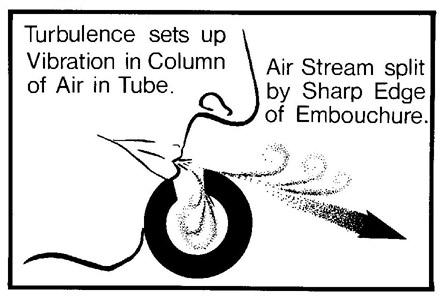 Turbulence sets up
Vibration in Column
of Air in Tube.
Air Stream split
by Sharp Edge
of Embouchure.